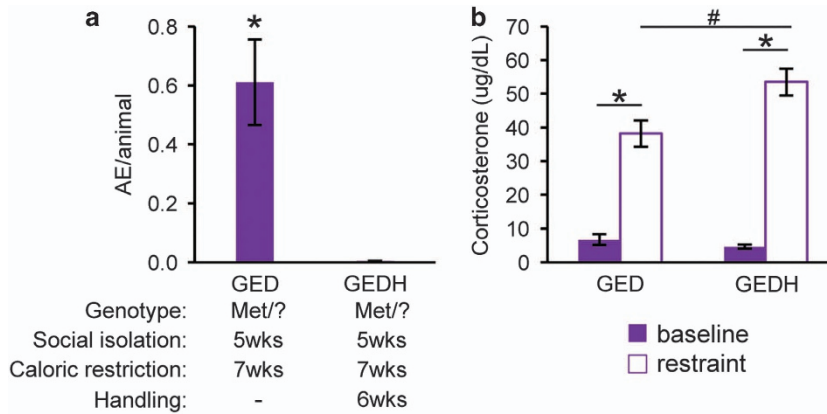 a
*
AE/animal
0.8
0.6
0.4
0.2
0.0
GED GEDH
Genotype: Met/? Met/?
Social isolation: 5wks 5wks
Caloric restriction: 7wks 7wks
Handling: - 6wks
b
#
*
*
Corticosterone (ug/dL)
70
60
50
40
30
20
10
0
GED GEDH
baseline
restraint